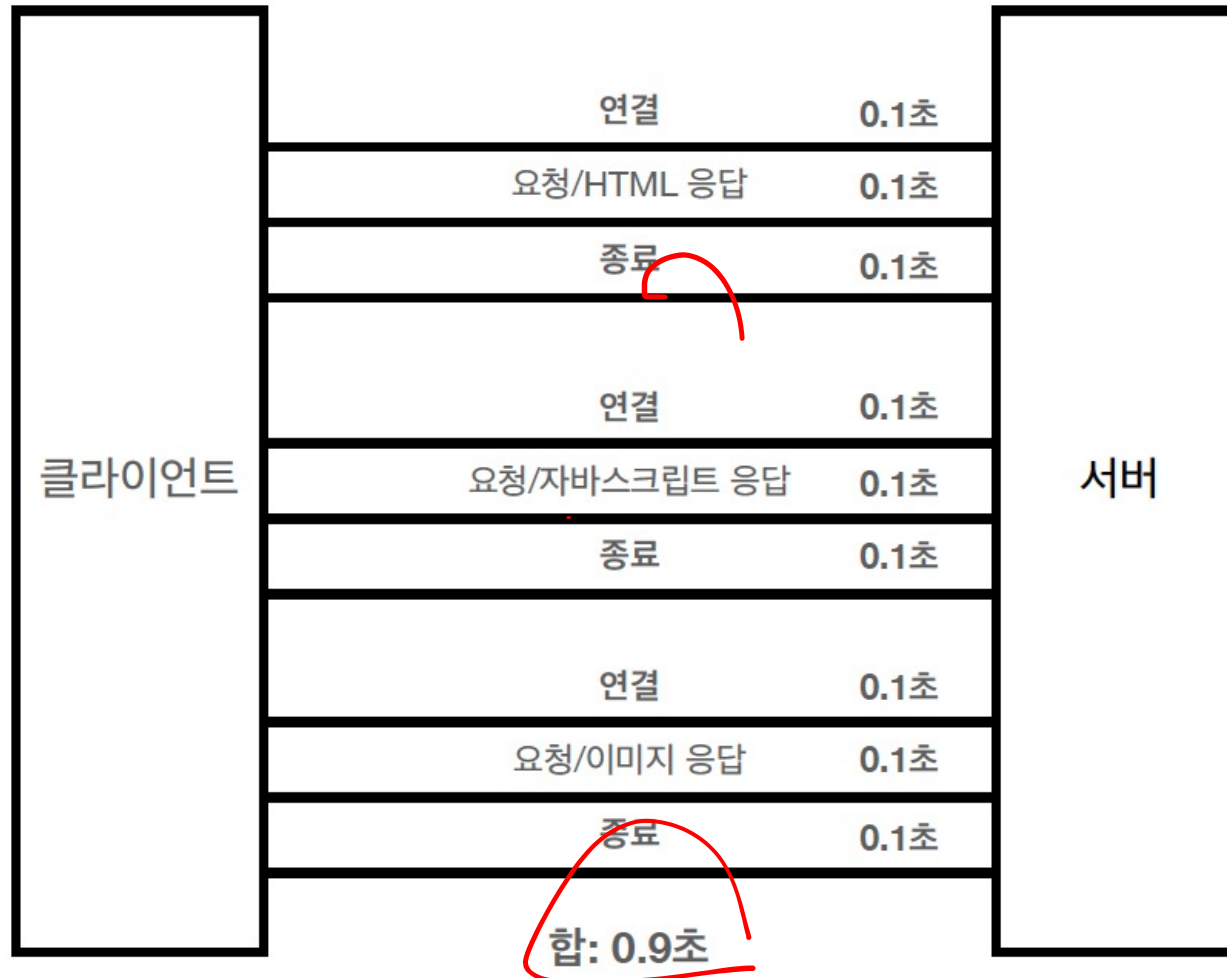 연결 0.1초
요청/HTML 응답 0.1초
종료 0.1초
연결 0.1초
클라이언트
요청/자바스크립트 응답 0.1초
서버
종료 0.1초
연결 0.1초
요청/이미지 응답 0.1초
종료 0.1초
합: 0.9초